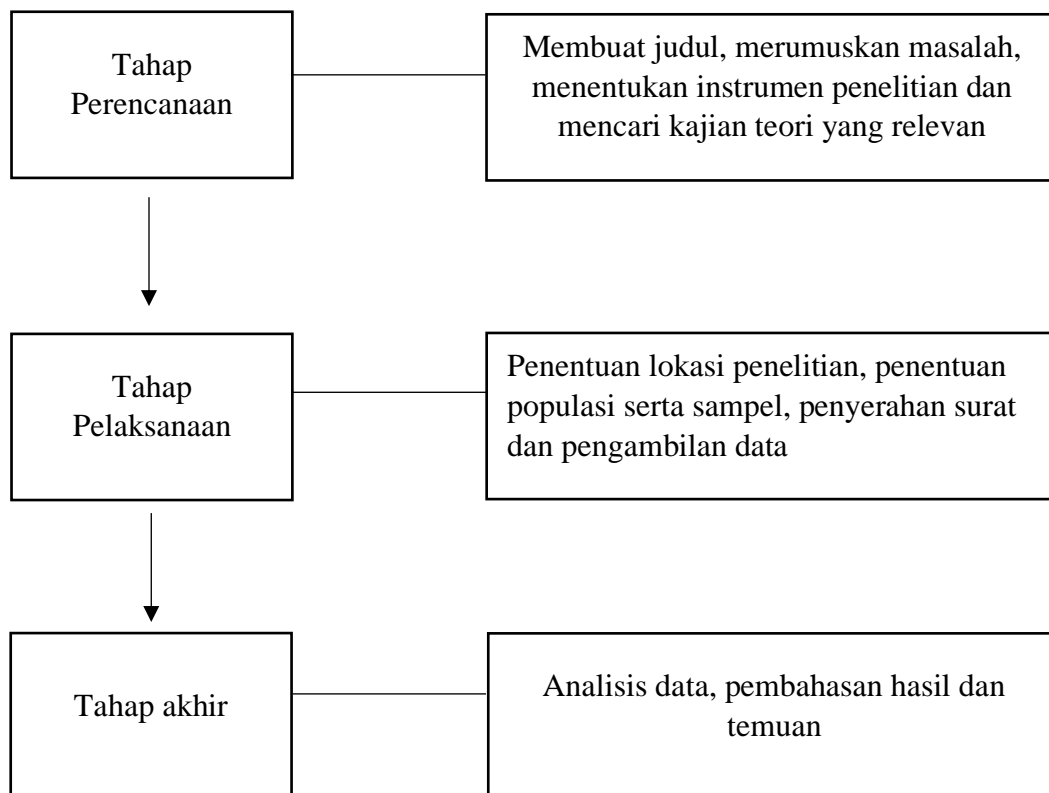 Tahap
Perencanaan
Membuat judul, merumuskan masalah,
menentukan instrumen penelitian dan
mencari kajian teori yang relevan
Tahap
Pelaksanaan
Penentuan lokasi penelitian, penentuan
populasi serta sampel, penyerahan surat
dan pengambilan data
Tahap akhir
Analisis data, pembahasan hasil dan
temuan